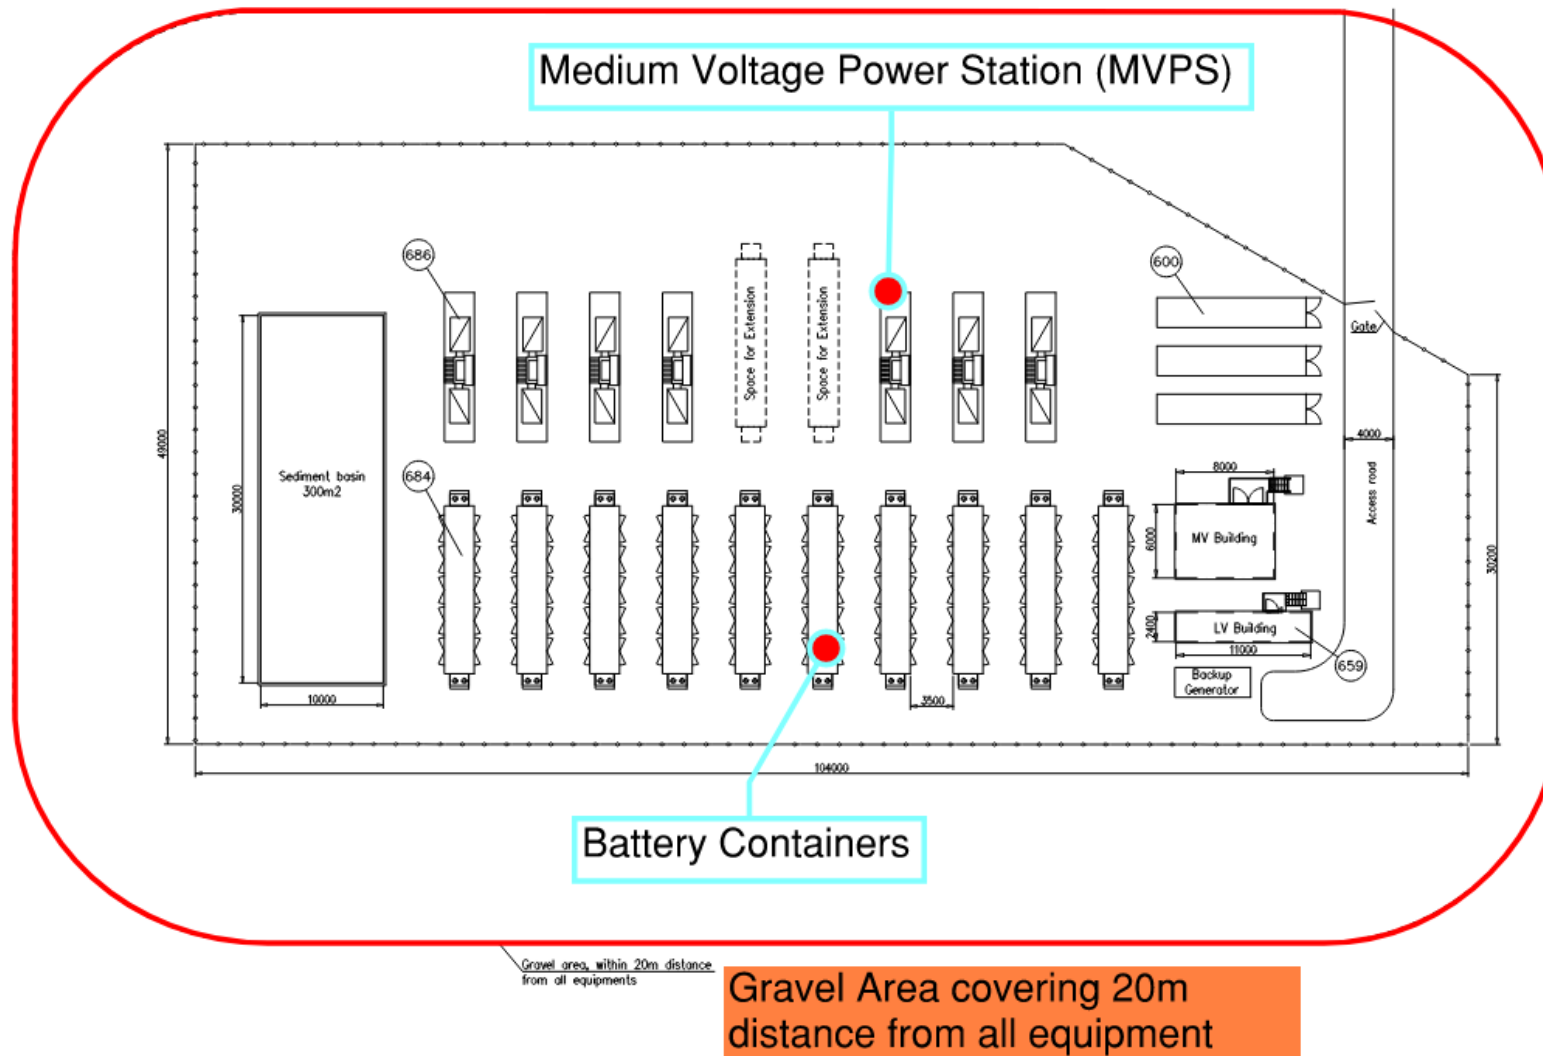 Medium Voltage Power Station (MVPS)
686
600
Space for Extension
Space for Extension
Gate
49000
30000
Sediment basin
300m2
684
4000
8000
Access road
6000
MV Building
30200
2400
LV Building
11000
659
Backup
Generator
10000
3500
104000
Battery Containers
Gravel area, within 20m distance
from all equipments
Gravel Area covering 20m
distance from all equipment